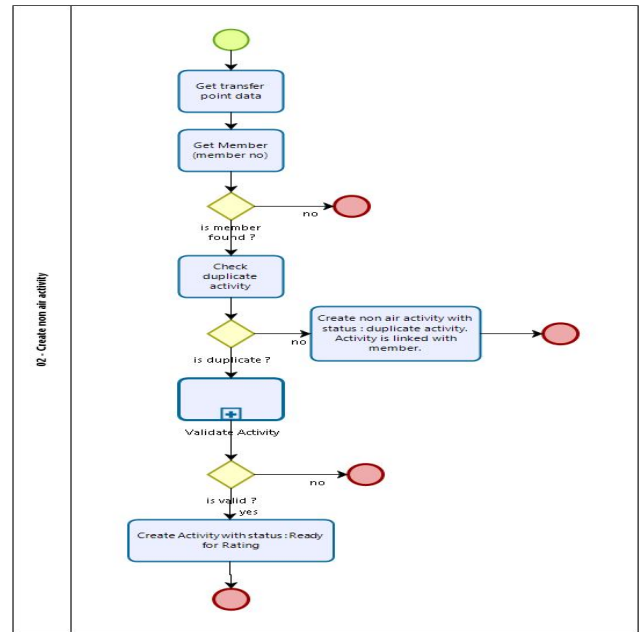 02 - Create non air activity
Get transfer
point data
Get Member
(member no)
no
is member
found ?
Check
duplicate
activity
Create non air activity with
status : duplicate activity.
Activity is linked with
member.
no
is duplicate ?
Validate Activity
no
is valid ?
yes
Create Activity with status : Ready
for Rating